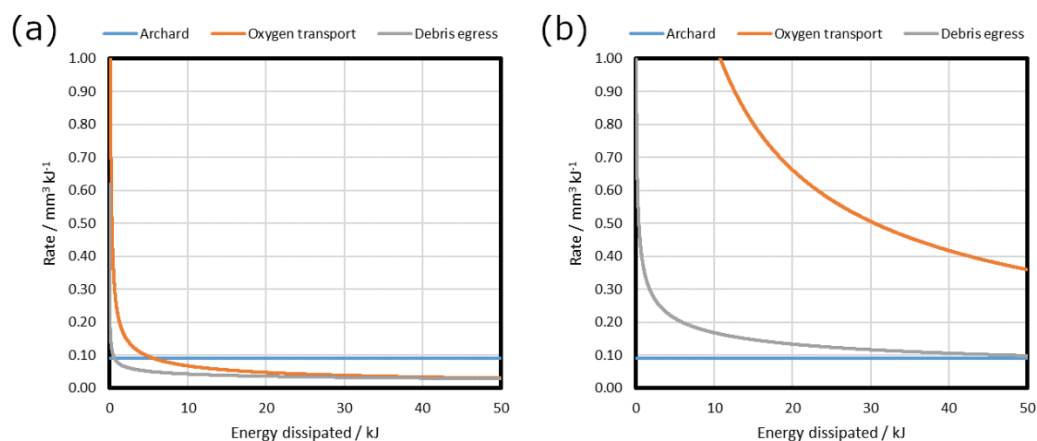 (a)
Archard Oxygen transport Debris egress
1.00
0.90
0.80
0.70
0.60
0.50
0.40
0.30
0.20
0.10
0.00
Rate / mm³ kJ⁻¹
0 10 20 30 40 50
Energy dissipated / kJ
(b)
Archard Oxygen transport Debris egress
1.00
0.90
0.80
0.70
0.60
0.50
0.40
0.30
0.20
0.10
0.00
Rate / mm³ kJ⁻¹
0 10 20 30 40 50
Energy dissipated / kJ